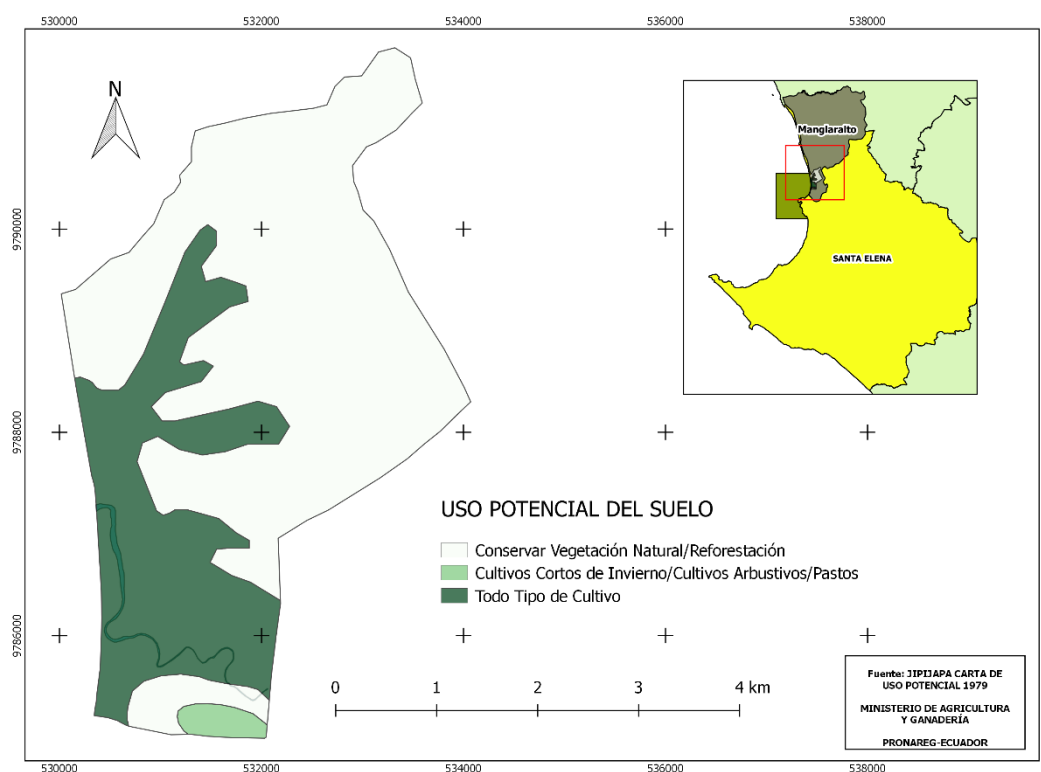 530000
532000
534000
536000
538000
N
Manglaralto
SANTA ELENA
9790000
9788000
9786000
USO POTENCIAL DEL SUELO
Conservar Vegetación Natural/Reforestación
Cultivos Cortos de Invierno/Cultivos Arbustivos/Pastos
Todo Tipo de Cultivo
0
1
2
3
4 km
Fuente: JIPIJAPA CARTA DE
USO POTENCIAL 1979
MINISTERIO DE AGRICULTURA
Y GANADERÍA
PRONAREG-ECUADOR
530000
532000
534000
536000
538000